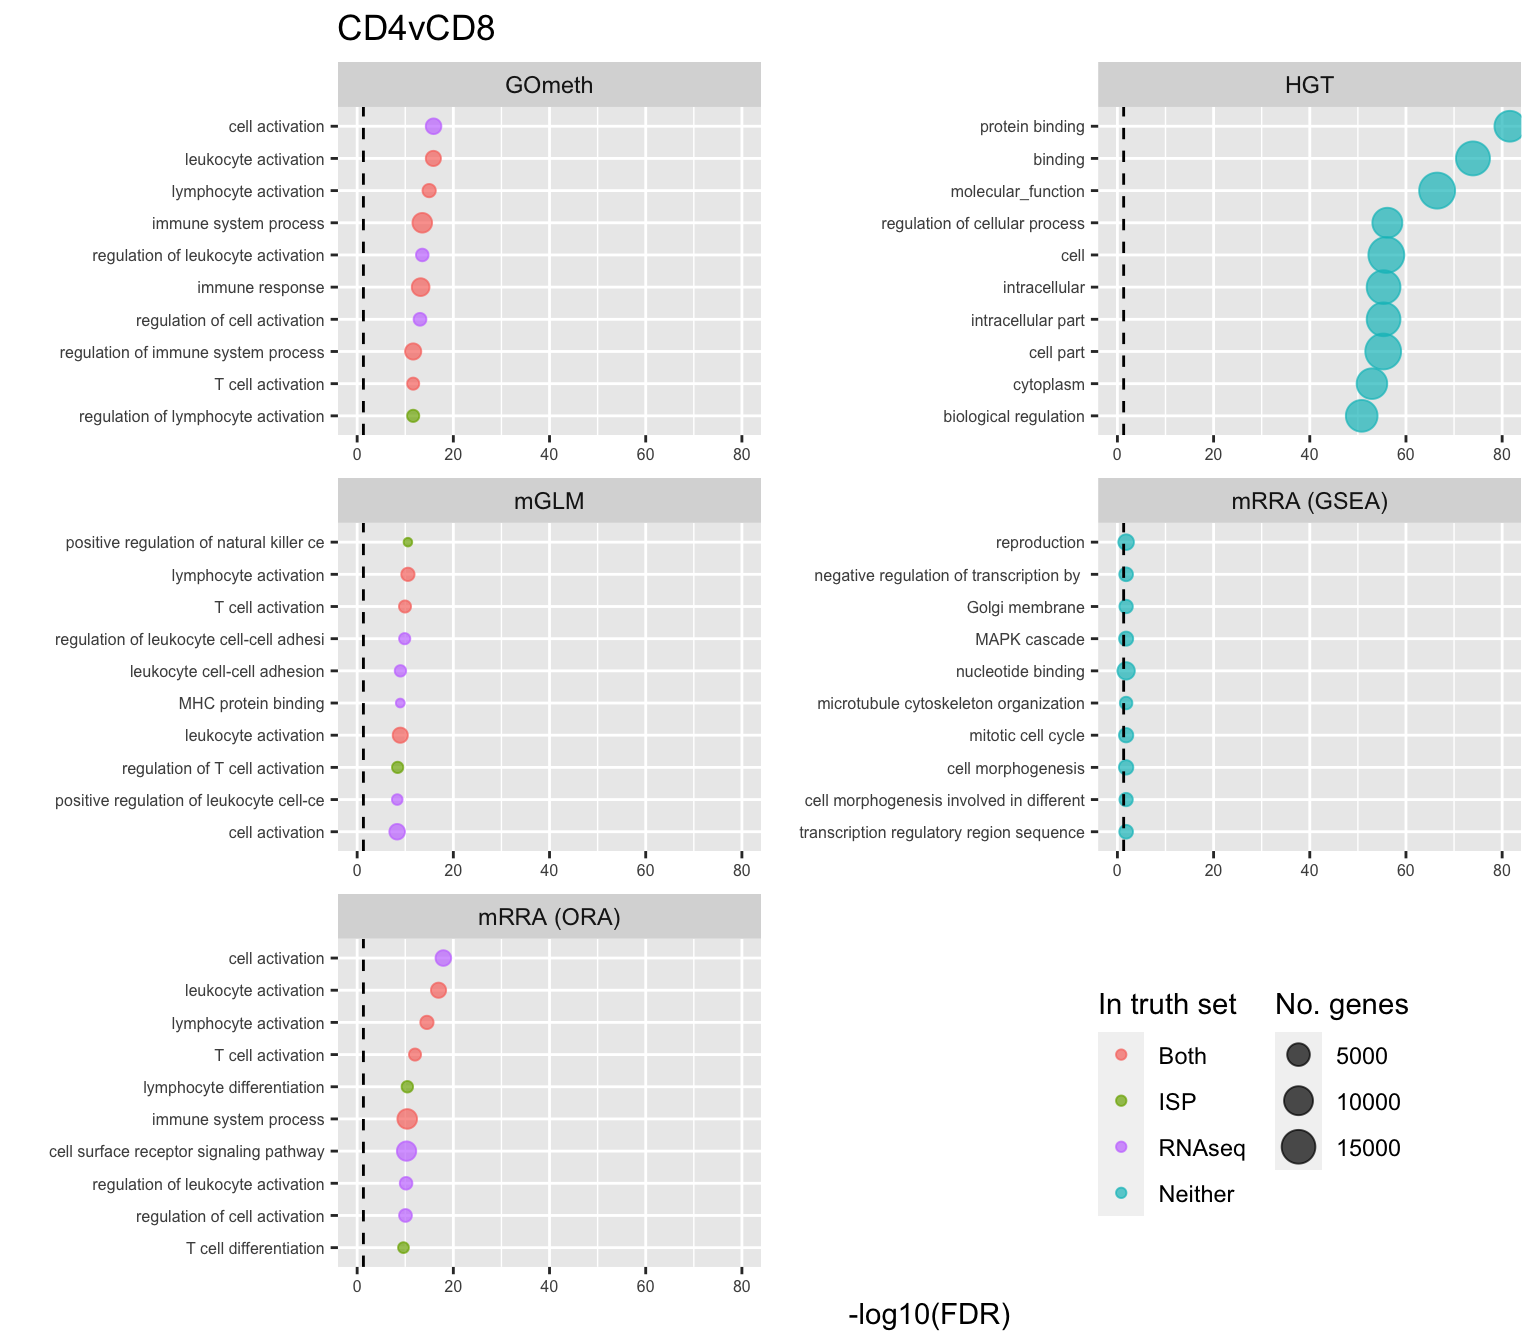 CD4vCD8
GOmeth
cell activation
leukocyte activation
lymphocyte activation
immune system process
regulation of leukocyte activation
immune response
regulation of cell activation
regulation of immune system process
T cell activation
regulation of lymphocyte activation
0 20 40 60 80
HGT
protein binding
binding
molecular_function
regulation of cellular process
cell
intracellular
intracellular part
cell part
cytoplasm
biological regulation
0 20 40 60 80
mGLM
positive regulation of natural killer ce
lymphocyte activation
T cell activation
regulation of leukocyte cell-cell adhesi
leukocyte cell-cell adhesion
MHC protein binding
leukocyte activation
regulation of T cell activation
positive regulation of leukocyte cell-ce
cell activation
0 20 40 60 80
mRRA (GSEA)
reproduction
negative regulation of transcription by
Golgi membrane
MAPK cascade
nucleotide binding
microtubule cytoskeleton organization
mitotic cell cycle
cell morphogenesis
cell morphogenesis involved in different
transcription regulatory region sequence
0 20 40 60 80
mRRA (ORA)
cell activation
leukocyte activation
lymphocyte activation
T cell activation
lymphocyte differentiation
immune system process
cell surface receptor signaling pathway
regulation of leukocyte activation
regulation of cell activation
T cell differentiation
0 20 40 60 80
In truth set
Both
ISP
RNAseq
Neither
No. genes
5000
10000
15000
-log10(FDR)